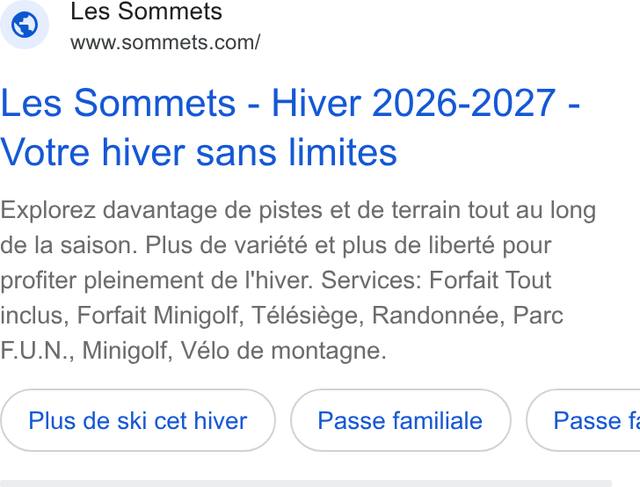 Les Sommets
www.sommets.com/
Les Sommets - Hiver 2026-2027 -
Votre hiver sans limites
Explorez davantage de pistes et de terrain tout au long
de la saison. Plus de variété et plus de liberté pour
profiter pleinement de l'hiver. Services: Forfait Tout
inclus, Forfait Minigolf, Télésiège, Randonnée, Parc
F.U.N., Minigolf, Vélo de montagne.
Plus de ski cet hiver Passe familiale Passe